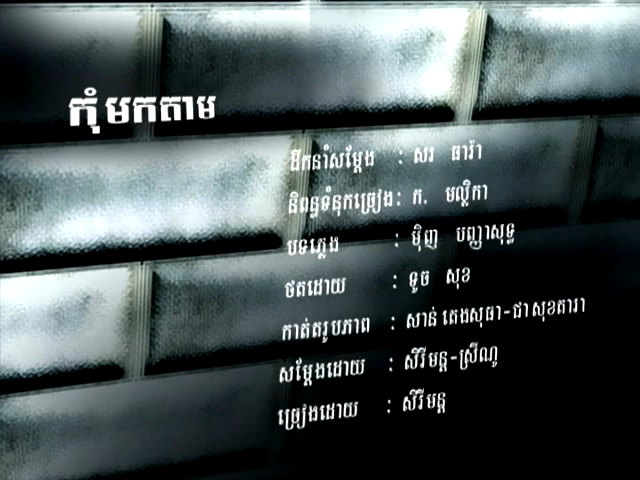 កុំមកតាម
ដឹកនាំសម្ដែង : សរ ធារ៉ា
និពន្ធទំនុកច្រៀង : ក. មល្លិកា
បទភ្លេង : ម៉ិញ បញ្ញាសុទ្ធ
ថតដោយ : ទូច សុខ
កាត់តរូបភាព : សាន់ តេងសុធា-ជាសុខតារា
សម្ដែងដោយ : សិរីមន្ត-ស្រីណូ
ច្រៀងដោយ : សិរីមន្ត